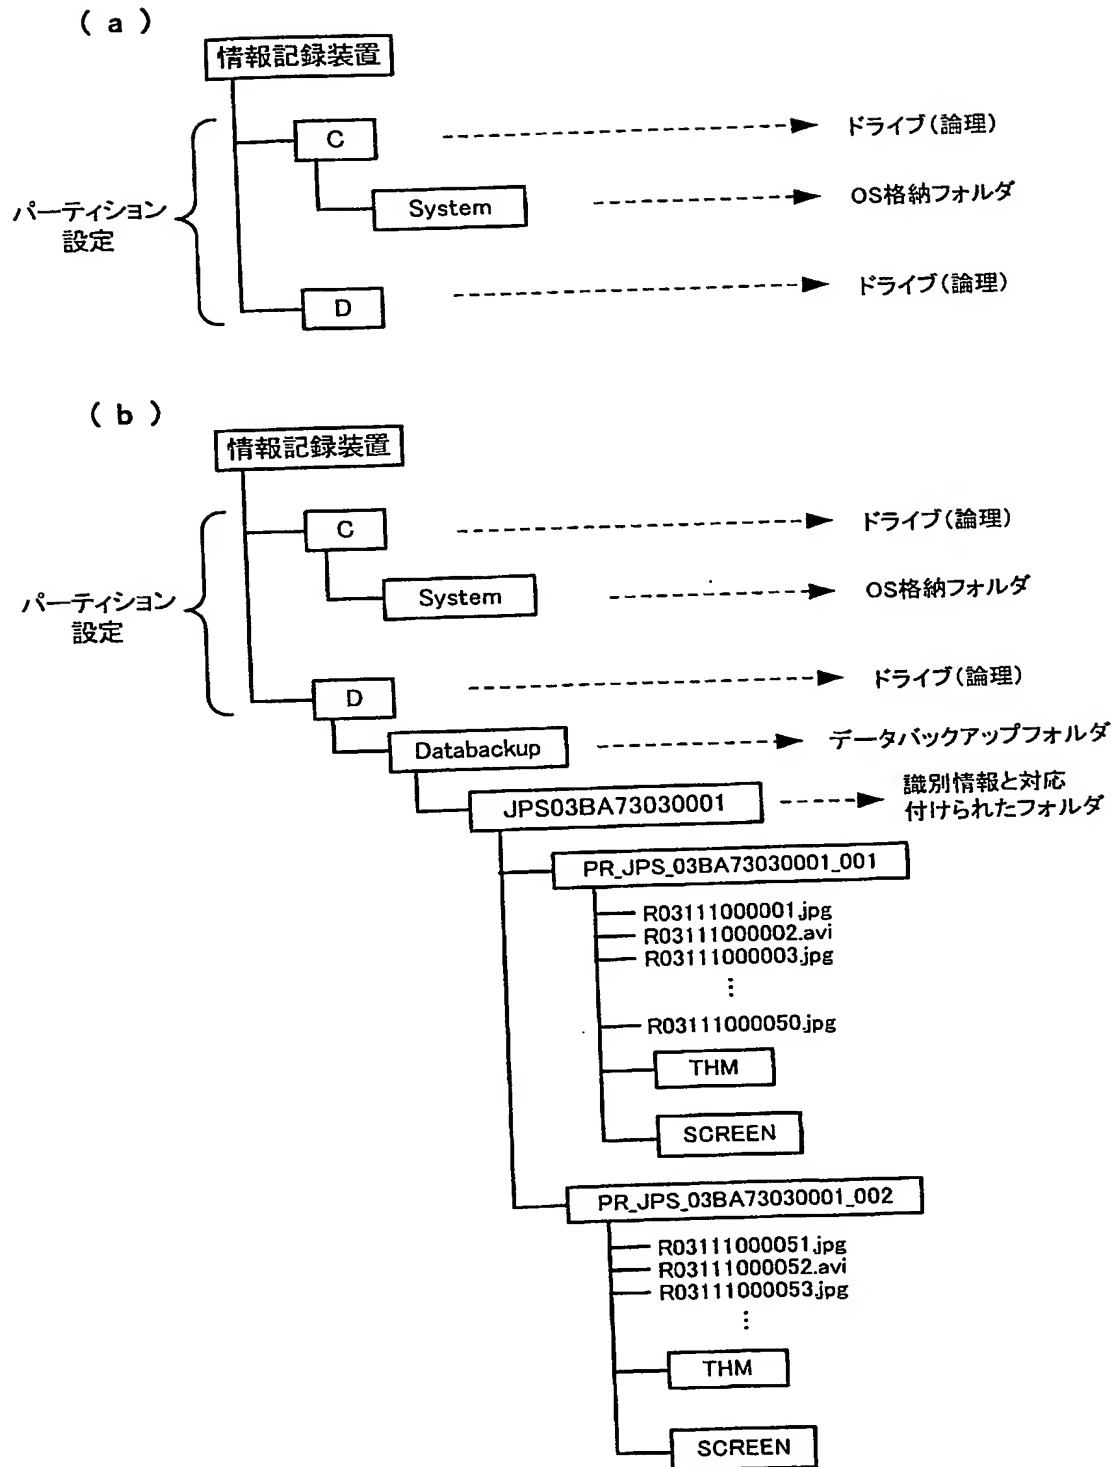 ( a )
情報記録装置
C
ドライブ(論理)
System
OS格納フォルダ
パーティション
設定
D
ドライブ(論理)
( b )
情報記録装置
C
ドライブ(論理)
System
OS格納フォルダ
パーティション
設定
D
ドライブ(論理)
Databackup
データバックアップフォルダ
JPS03BA73030001
識別情報と対応
付けられたフォルダ
PR_JPS_03BA73030001_001
R03111000001.jpg
R03111000002.avi
R03111000003.jpg
⋮
R03111000050.jpg
THM
SCREEN
PR_JPS_03BA73030001_002
R03111000051.jpg
R03111000052.avi
R03111000053.jpg
⋮
THM
SCREEN